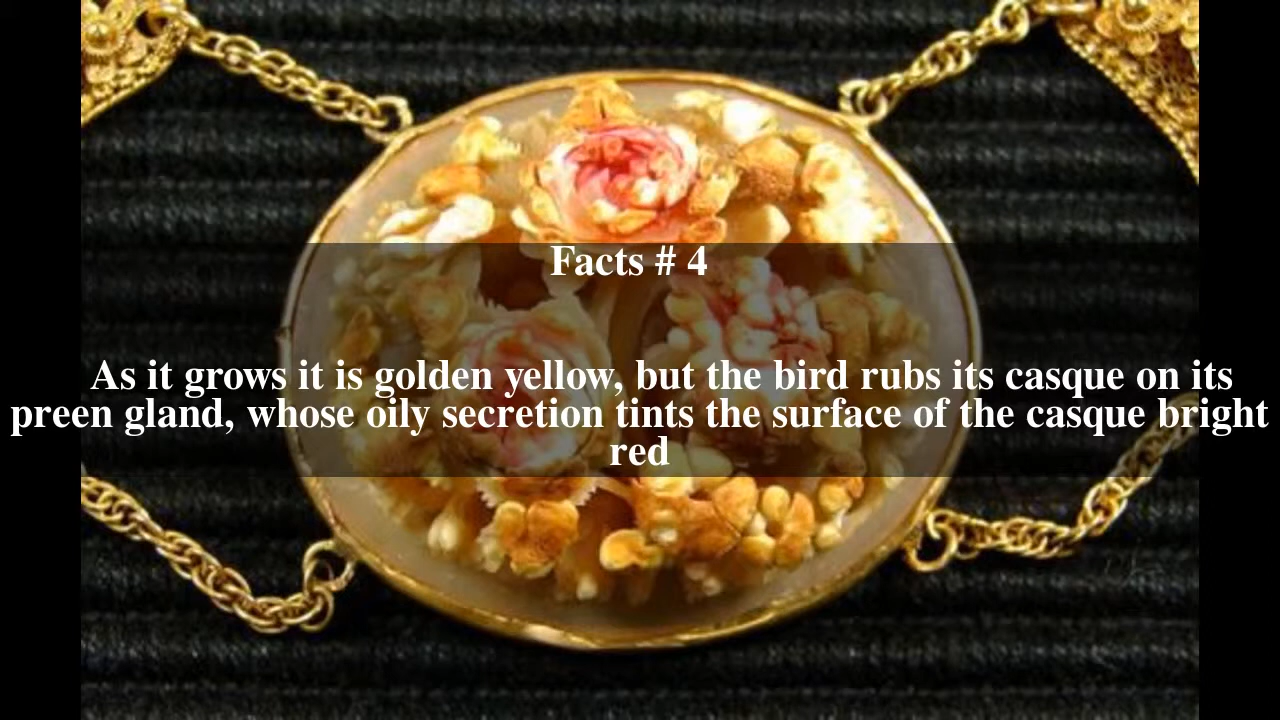 Facts # 4
As it grows it is golden yellow, but the bird rubs its casque on its
preen gland, whose oily secretion tints the surface of the casque bright
red